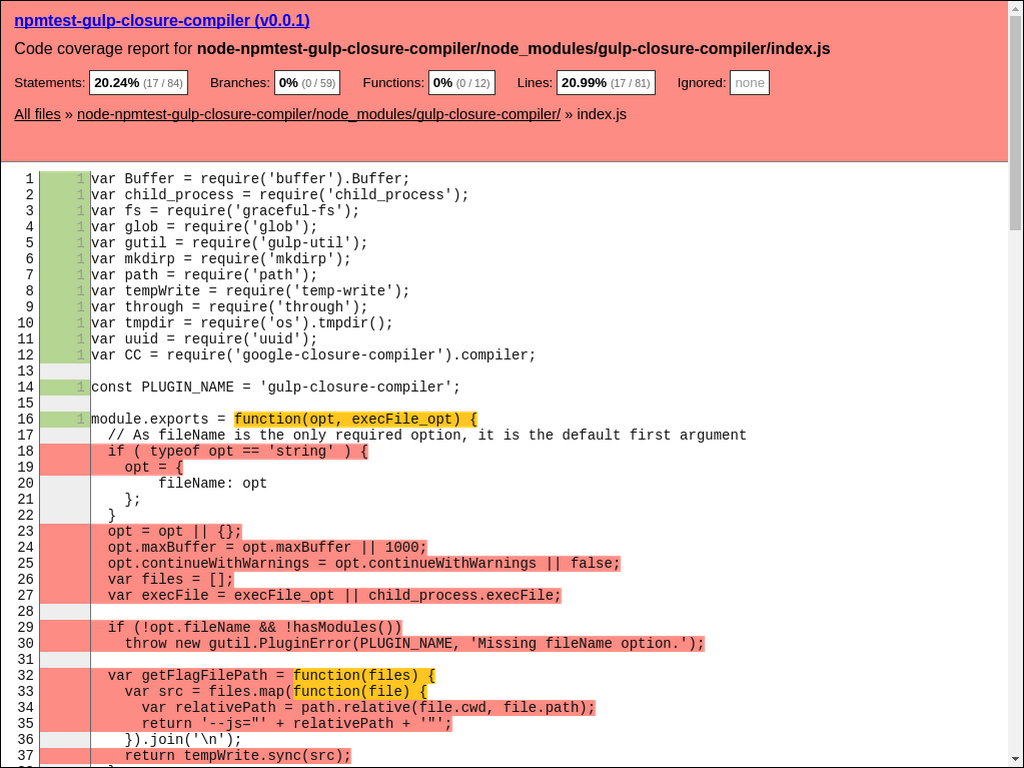 npmtest-gulp-closure-compiler (v0.0.1)
Code coverage report for node-npmtest-gulp-closure-compiler/node_modules/gulp-closure-compiler/index.js
Statements: 20.24% (17 / 84) Branches: 0% (0 / 59) Functions: 0% (0 / 12) Lines: 20.99% (17 / 81) Ignored: none
All files » node-npmtest-gulp-closure-compiler/node_modules/gulp-closure-compiler/ » index.js
1 1 var Buffer = require('buffer').Buffer;
2 1 var child_process = require('child_process');
3 1 var fs = require('graceful-fs');
4 1 var glob = require('glob');
5 1 var gutil = require('gulp-util');
6 1 var mkdirp = require('mkdirp');
7 1 var path = require('path');
8 1 var tempWrite = require('temp-write');
9 1 var through = require('through');
10 1 var tmpdir = require('os').tmpdir();
11 1 var uuid = require('uuid');
12 1 var CC = require('google-closure-compiler').compiler;
13
14 1 const PLUGIN_NAME = 'gulp-closure-compiler';
15
16 1 module.exports = function(opt, execFile_opt) {
17 // As fileName is the only required option, it is the default first argument
18 if ( typeof opt == 'string' ) {
19 opt = {
20 fileName: opt
21 };
22 }
23 opt = opt || {};
24 opt.maxBuffer = opt.maxBuffer || 1000;
25 opt.continueWithWarnings = opt.continueWithWarnings || false;
26 var files = [];
27 var execFile = execFile_opt || child_process.execFile;
28
29 if (!opt.fileName && !hasModules())
30 throw new gutil.PluginError(PLUGIN_NAME, 'Missing fileName option.');
31
32 var getFlagFilePath = function(files) {
33 var src = files.map(function(file) {
34 var relativePath = path.relative(file.cwd, file.path);
35 return '--js="' + relativePath + '"';
36 }).join('\n');
37 return tempWrite.sync(src);